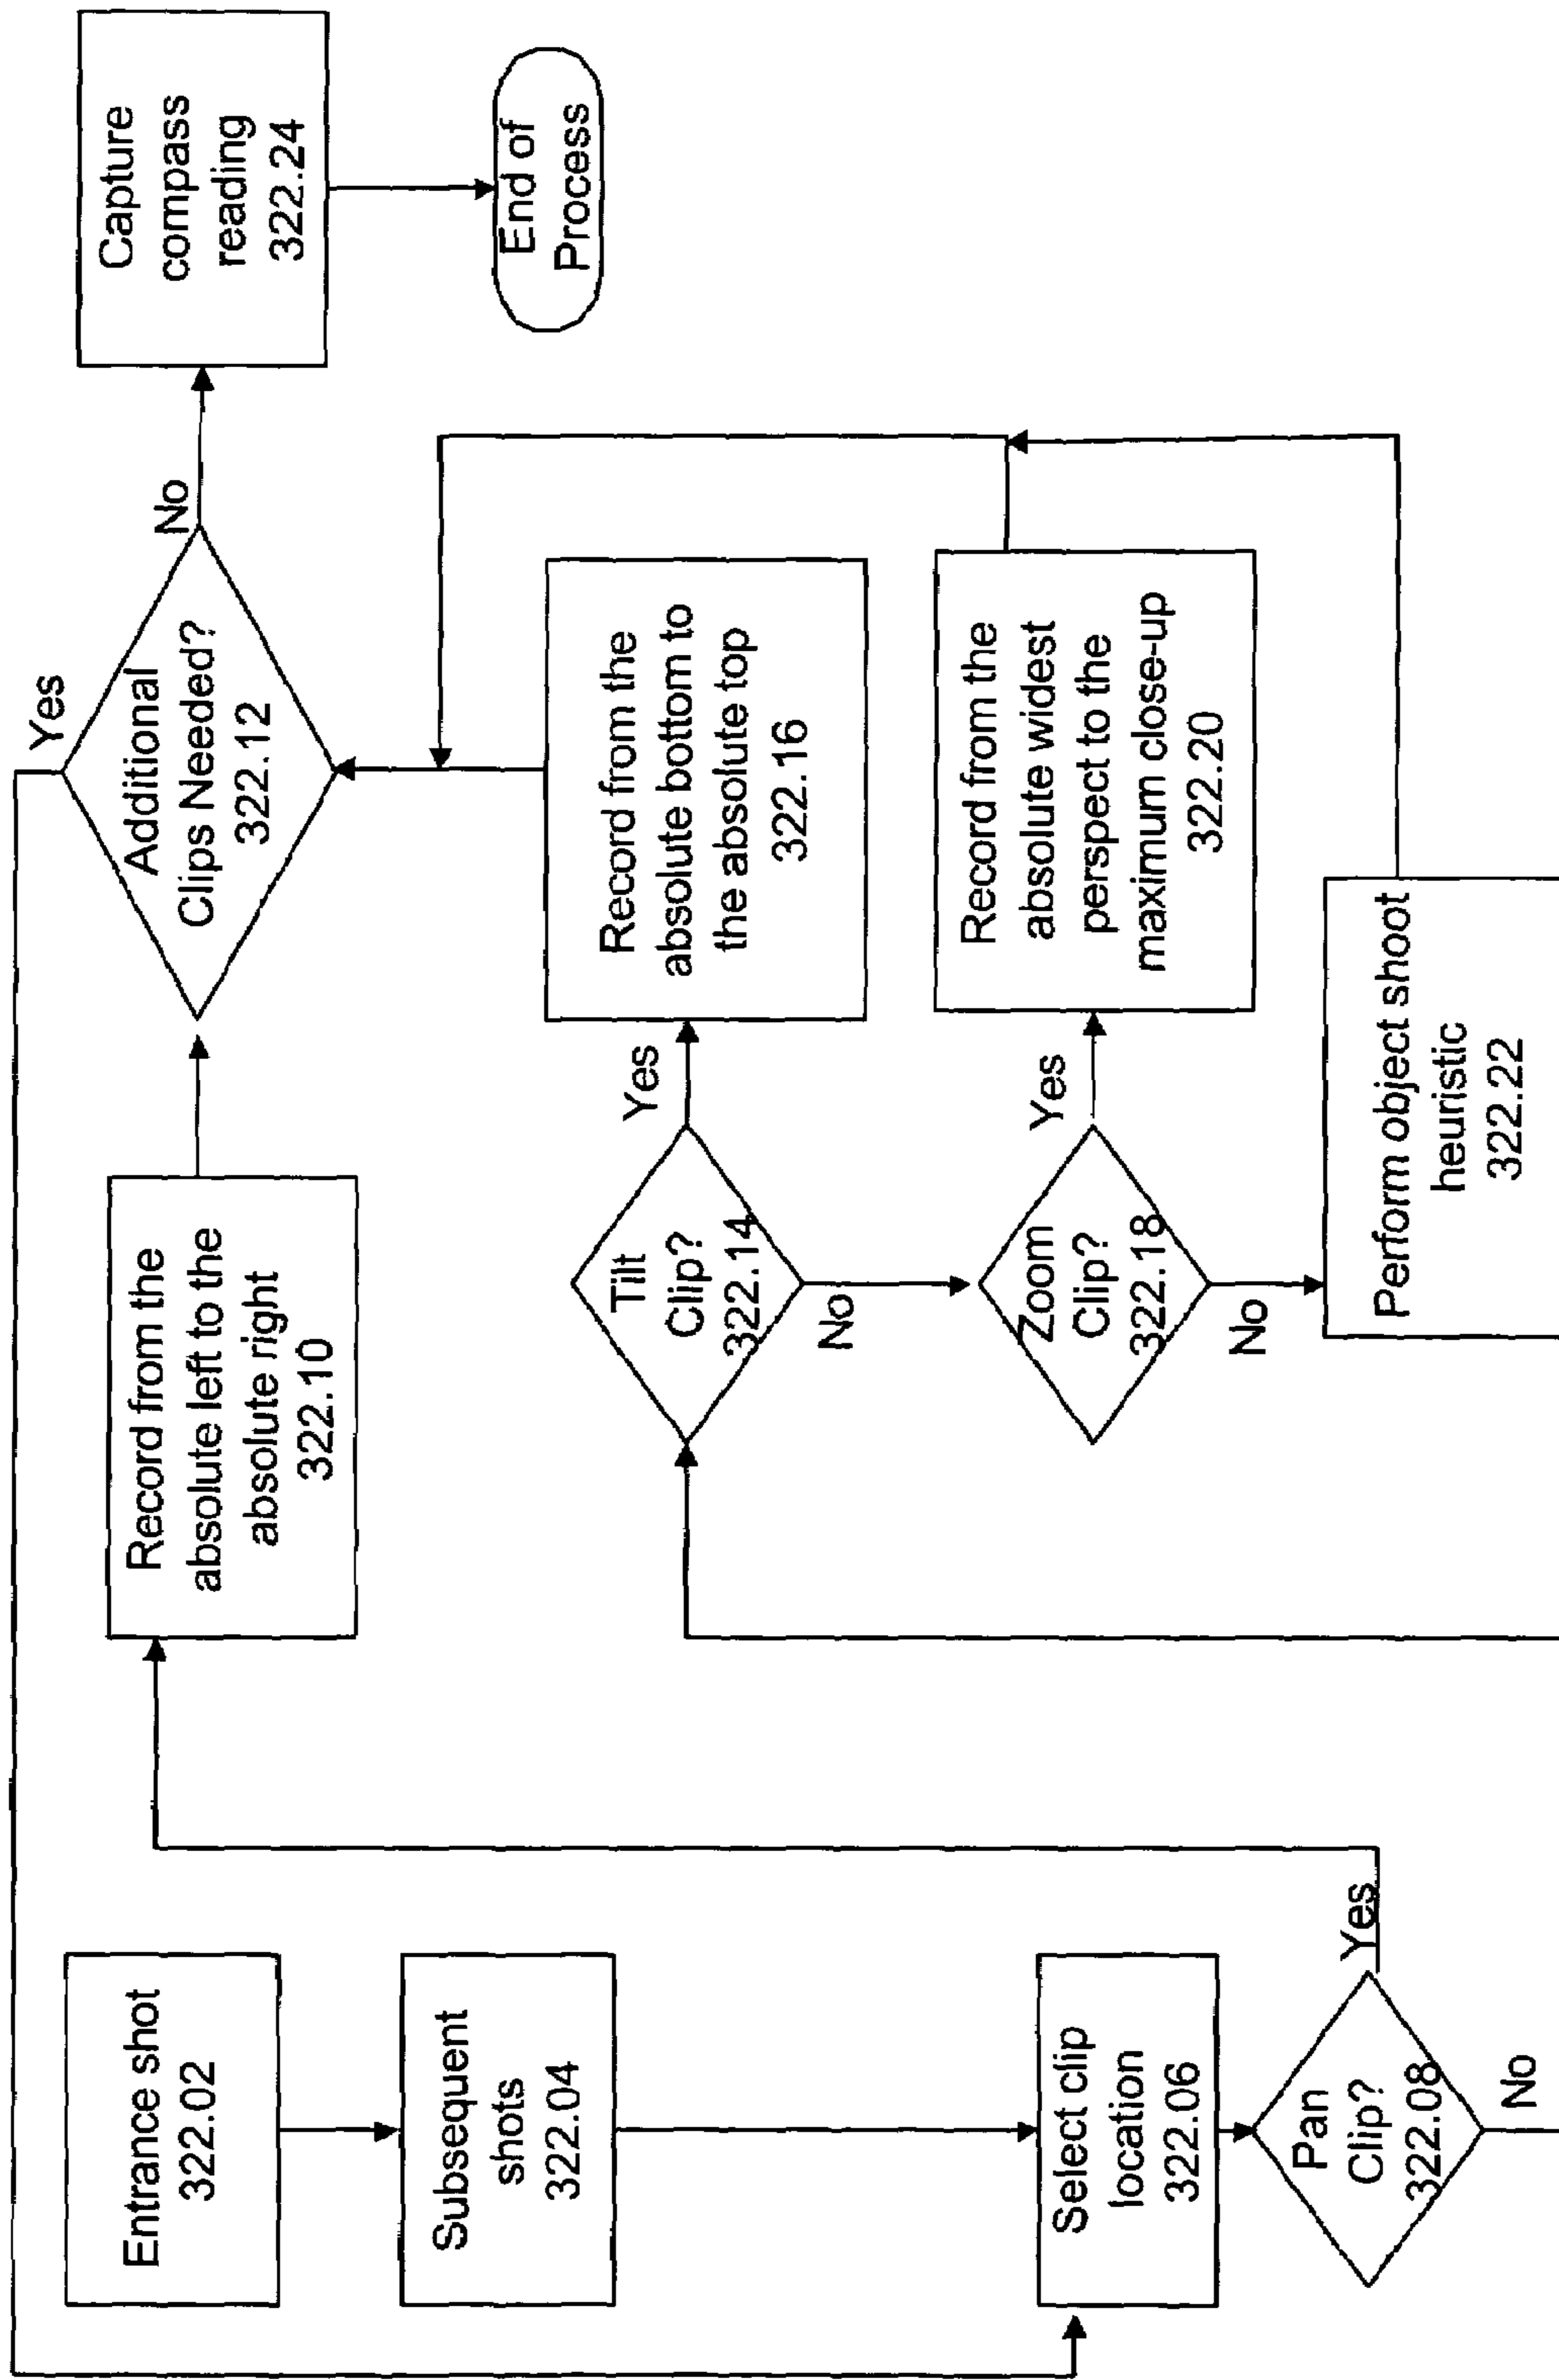 Entrance shot
322.02
Subsequent
shots
322.04
Select clip
location
322.06
Pan
Clip?
322.08
Yes
No
Record from the
absolute left to the
absolute right
322.10
Additional
Clips Needed?
322.12
Yes
No
Tilt
Clip?
322.14
Yes
No
Record from the
absolute bottom to
the absolute top
322.16
Zoom
Clip?
322.18
Yes
No
Record from the
absolute widest
perspect to the
maximum close-up
322.20
Perform object shoot
heuristic
322.22
Capture
compass
reading
322.24
End of
Process